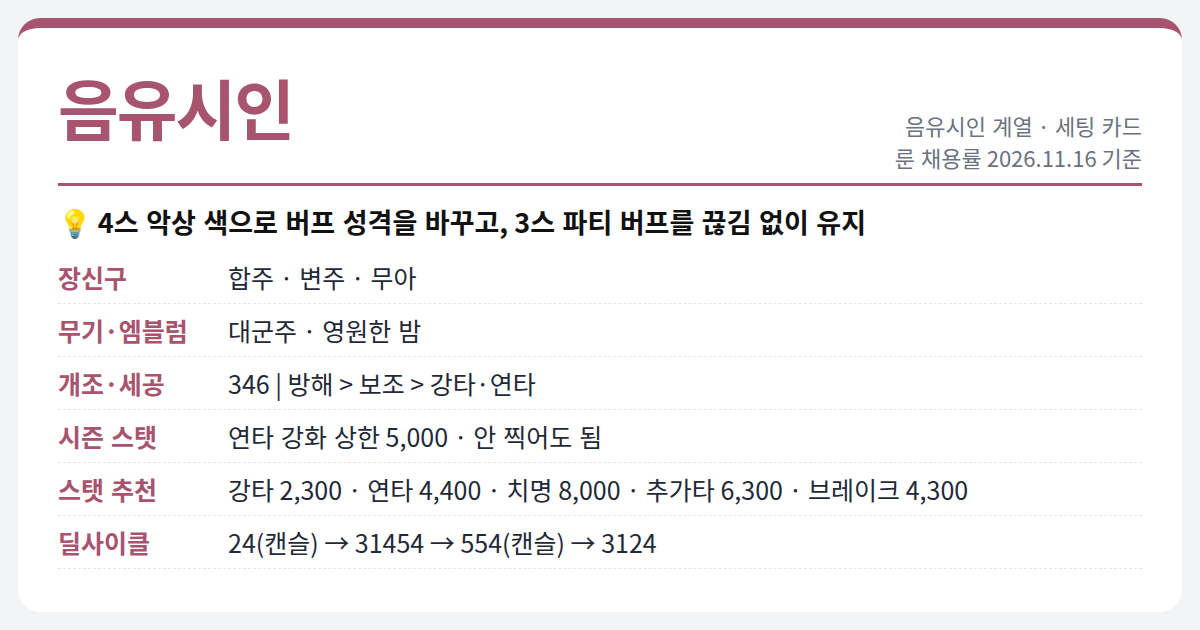 음유시인
음유시인 계열 · 세팅 카드
룬 채용률 2026.11.16 기준
💡 4스 악상 색으로 버프 성격을 바꾸고, 3스 파티 버프를 끊김 없이 유지
장신구 합주 · 변주 · 무아
무기·엠블럼 대군주 · 영원한 밤
개조·세공 346 | 방해 > 보조 > 강타·연타
시즌 스탯 연타 강화 상한 5,000 · 안 찍어도 됨
스탯 추천 강타 2,300 · 연타 4,400 · 치명 8,000 · 추가타 6,300 · 브레이크 4,300
딜사이클 24(캔슬) → 31454 → 554(캔슬) → 3124